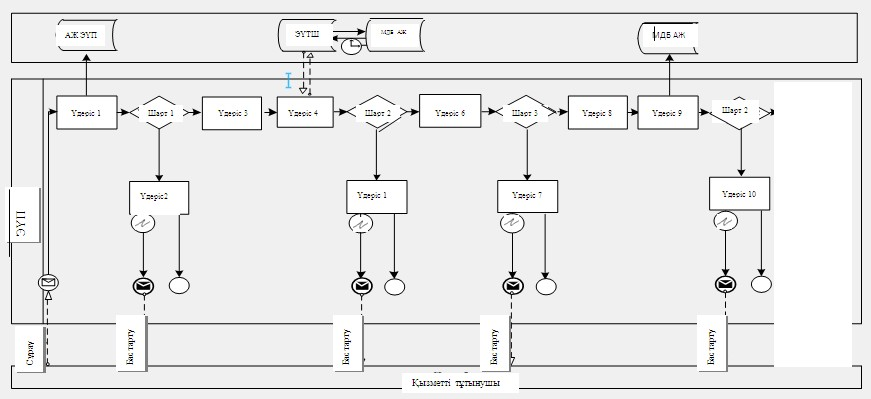 АЖ ЭҮП
ЭҮТШ
МДБ АЖ
МДБ АЖ
Үдеріс 1
Шарт 1
Үдеріс 3
Үдеріс 4
Шарт 2
Үдеріс 6
Шарт 3
Үдеріс 8
Үдеріс 9
Шарт 2
Үдеріс2
Үдеріс 1
Үдеріс 7
Үдеріс 10
Сұрау
Бас тарту
Бас тарту
Бас тарту
Бас тарту
Қызметті тұтынушы